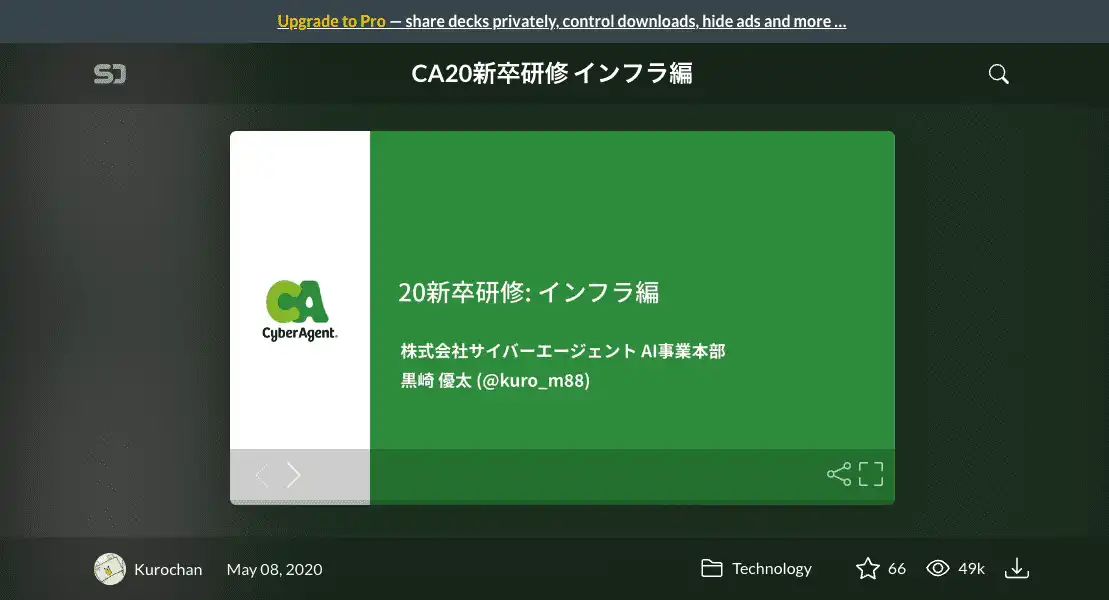 Upgrade to Pro — share decks privately, control downloads, hide ads and more …
SD
CA20新卒研修 インフラ編
CyberAgent.
20新卒研修: インフラ編
株式会社サイバーエージェント AI事業本部
黒崎 優太 (@kuro_m88)
Kurochan
May 08, 2020
Technology
66
49k